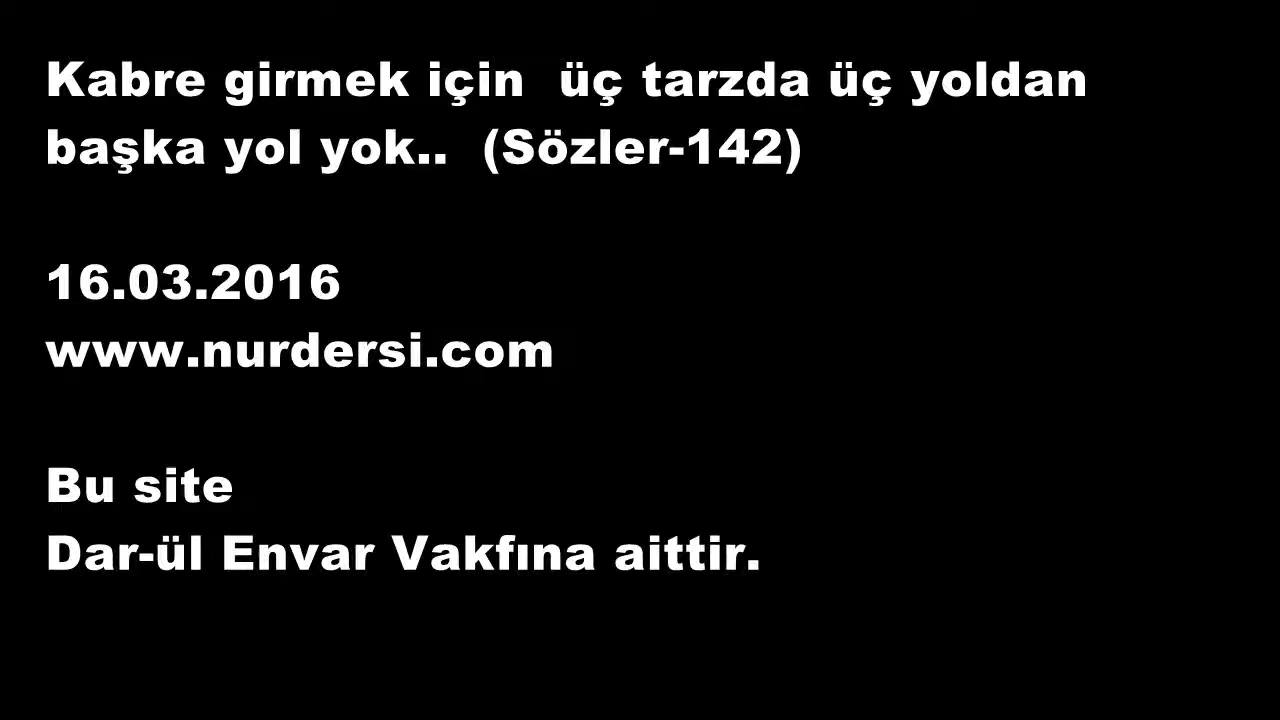 Kabre girmek için  üç tarzda üç yoldan
başka yol yok..  (Sözler-142)
16.03.2016
www.nurdersi.com
Bu site
Dar-ül Envar Vakfına aittir.